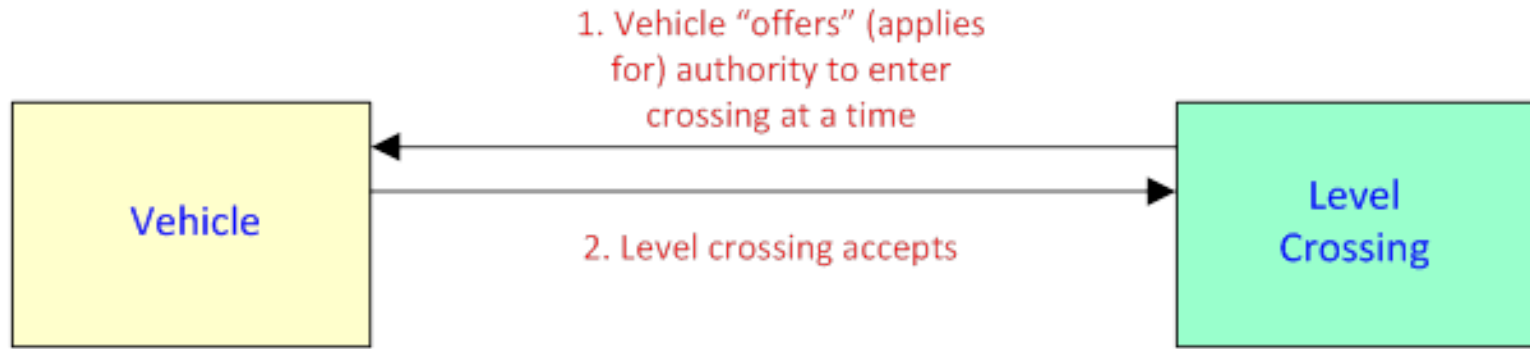 1. Vehicle “offers” (applies
for) authority to enter
crossing at a time
Vehicle
Level
Crossing
2. Level crossing accepts